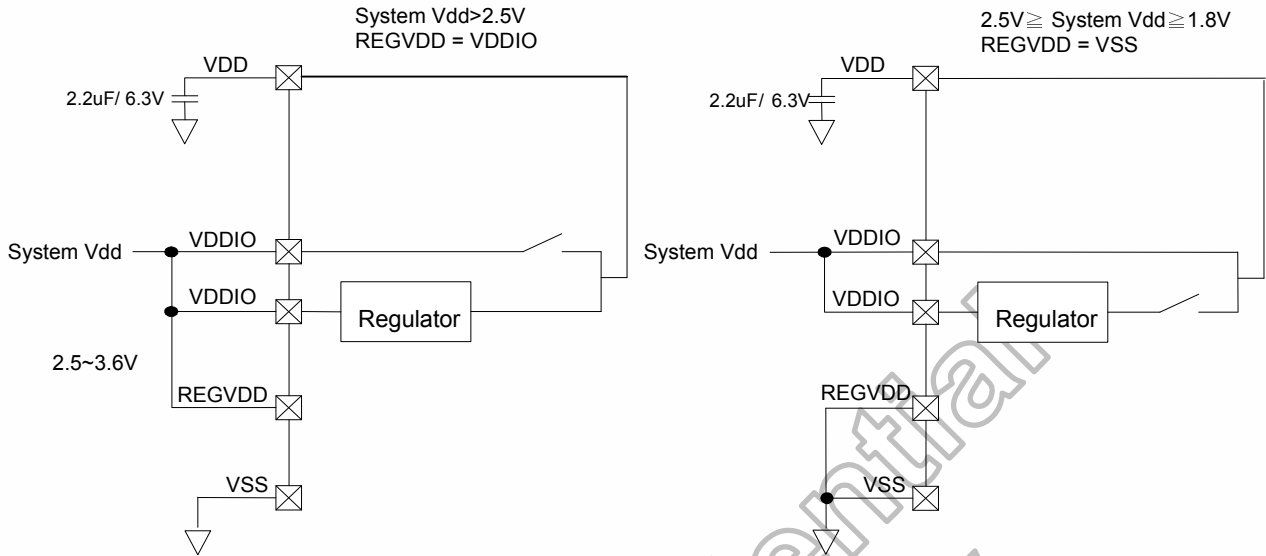 System Vdd>2.5V
REGVDD = VDDIO
VDD
2.2uF/ 6.3V
System Vdd
VDDIO
VDDIO
Regulator
2.5~3.6V
REGVDD
VSS
2.5V≧ System Vdd≧1.8V
REGVDD = VSS
VDD
2.2uF/ 6.3V
System Vdd
VDDIO
VDDIO
Regulator
REGVDD
VSS